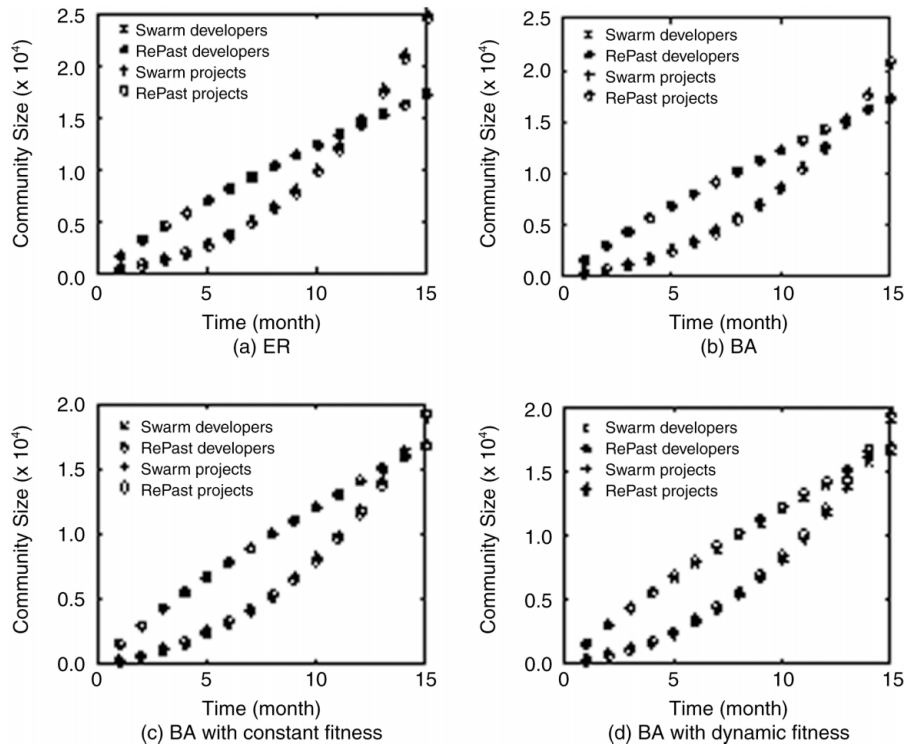 2.5
2.0
1.5
1.0
0.5
0.0
Community Size (x 10⁴)
Swarm developers
RePast developers
Swarm projects
RePast projects
0 5 10 15
Time (month)
(a) ER
2.5
2.0
1.5
1.0
0.5
0.0
Community Size (x 10⁴)
Swarm developers
RePast developers
Swarm projects
RePast projects
0 5 10 15
Time (month)
(b) BA
2.0
1.5
1.0
0.5
0.0
Community Size (x 10⁴)
Swarm developers
RePast developers
Swarm projects
RePast projects
0 5 10 15
Time (month)
(c) BA with constant fitness
2.0
1.5
1.0
0.5
0.0
Community Size (x 10⁴)
Swarm developers
RePast developers
Swarm projects
RePast projects
0 5 10 15
Time (month)
(d) BA with dynamic fitness